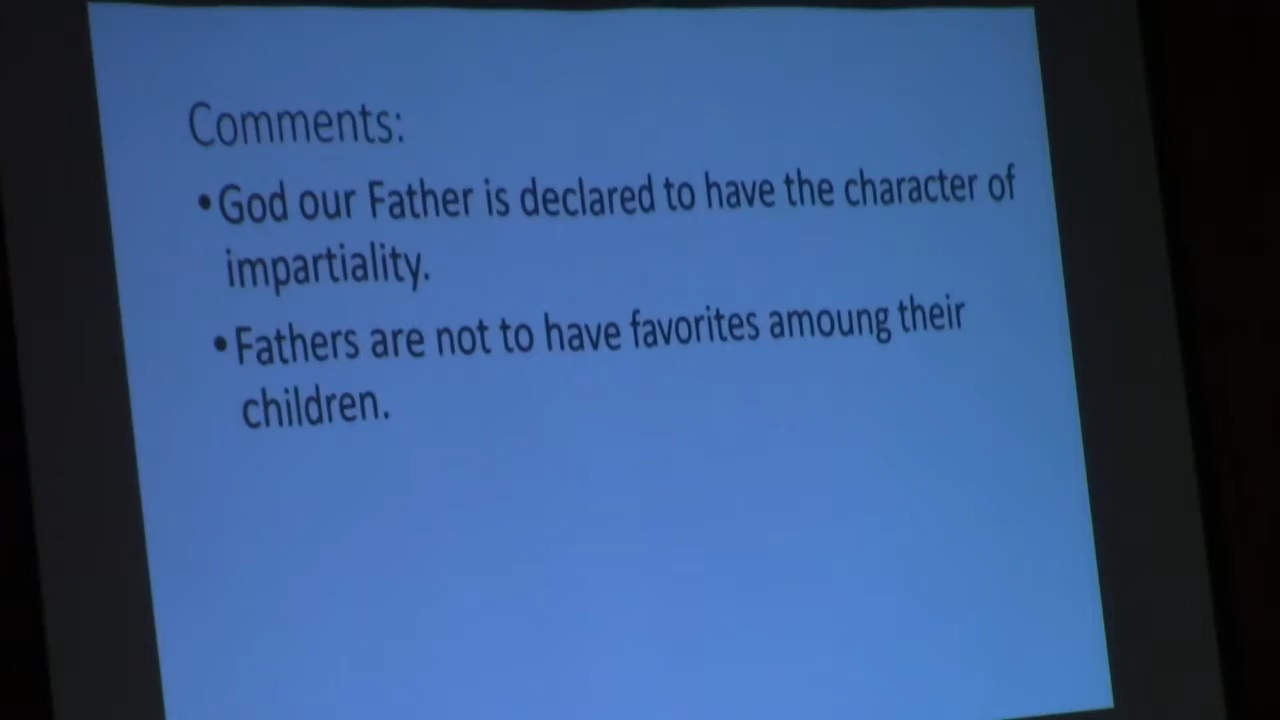 Comments:
•God our Father is declared to have the character of
impartiality.
•Fathers are not to have favorites amoung their
children.